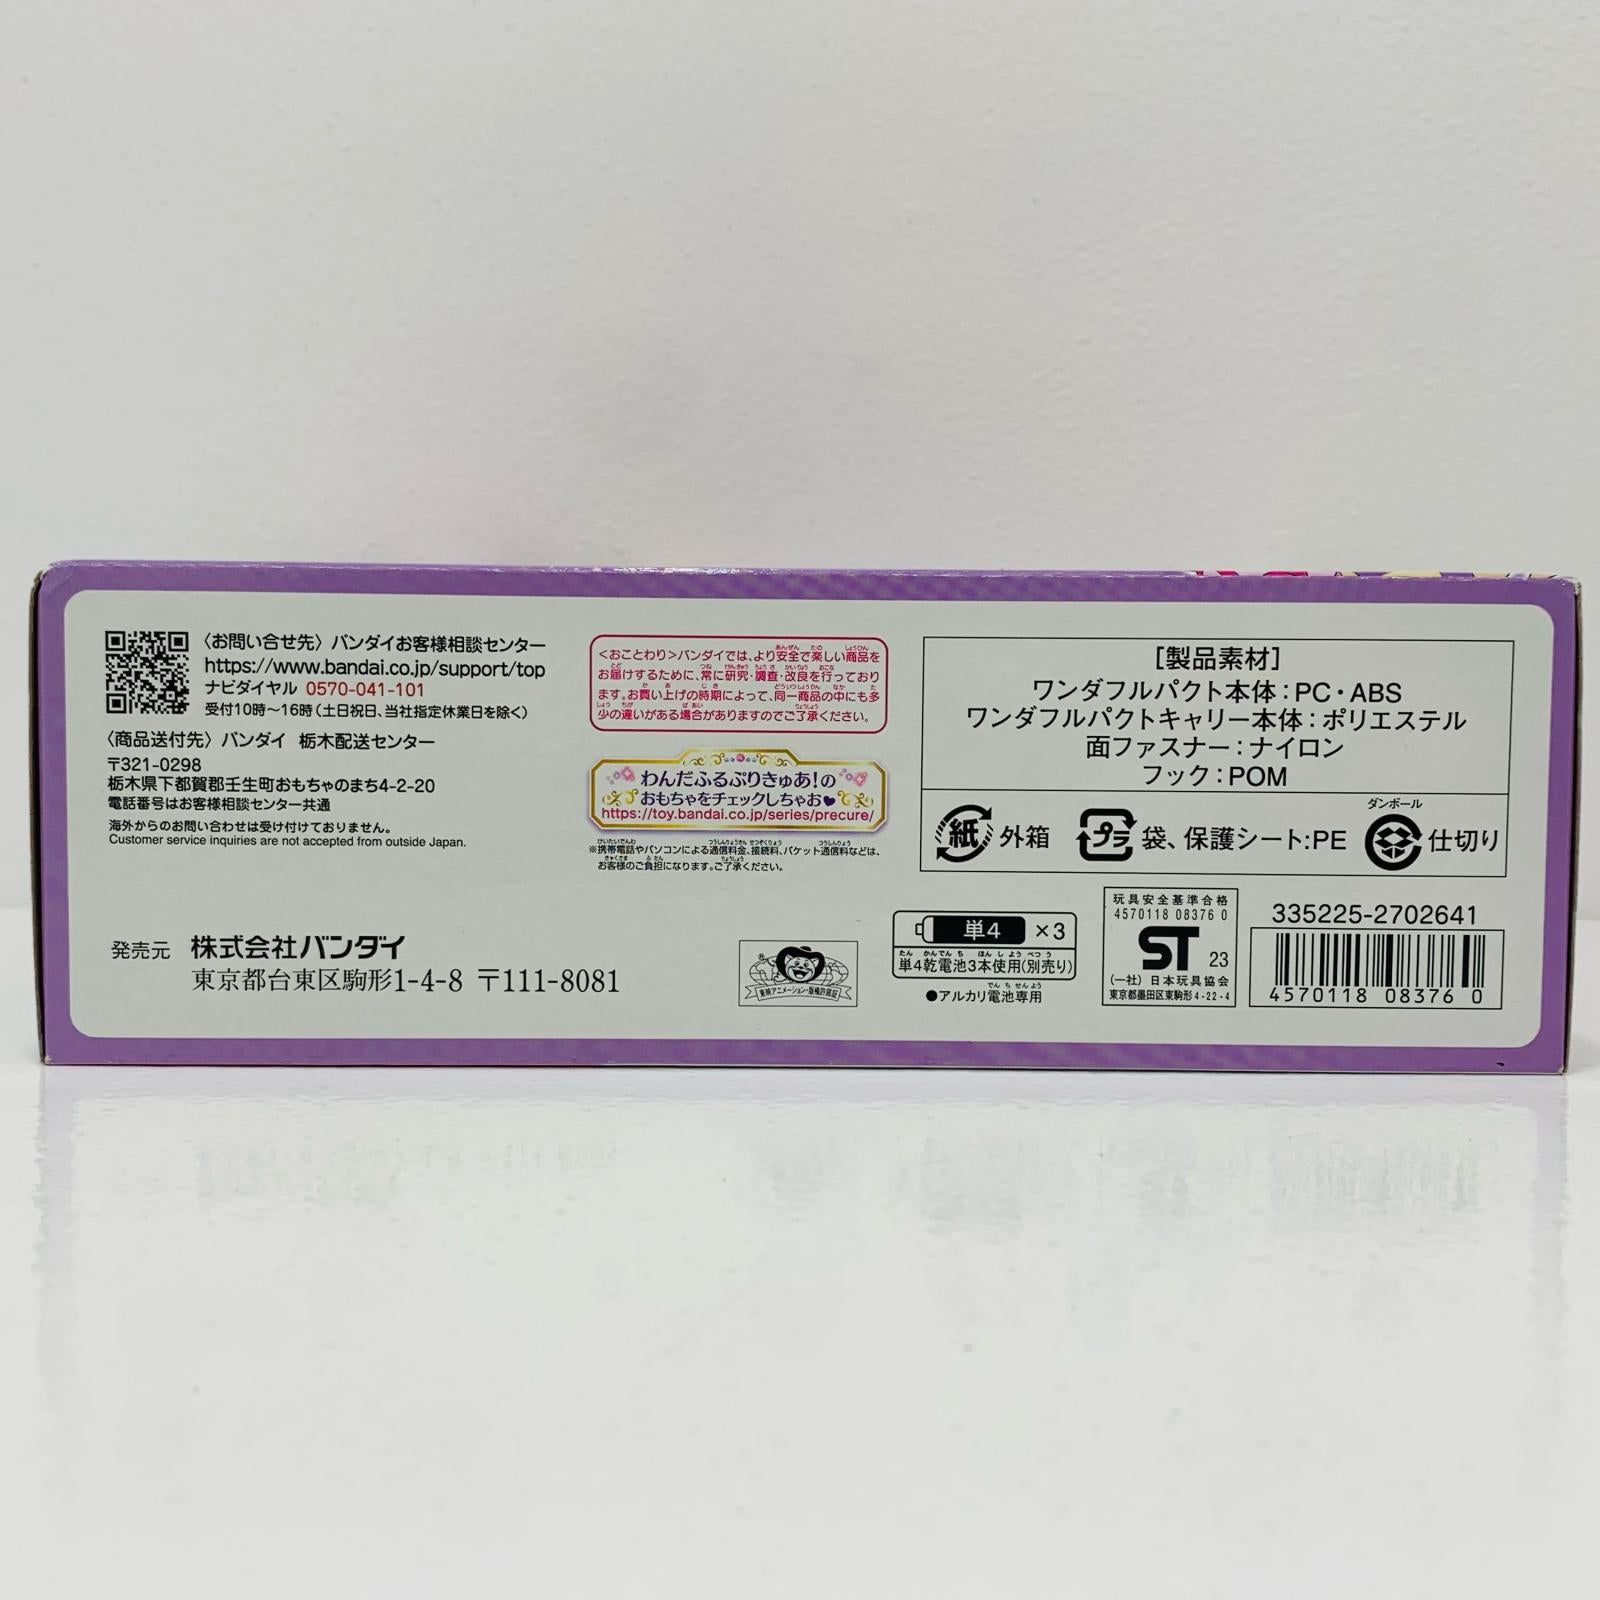 〈お問い合せ先〉バンダイお客様相談センター
https://www.bandai.co.jp/support/top
ナビダイヤル 0570-041-101
受付10時～16時(土日祝日、当社指定休業日を除く)
〈商品送付先〉バンダイ 栃木配送センター
〒321-0298
栃木県下都賀郡壬生町おもちゃのまち4-2-20
電話番号はお客様相談センター共通
海外からのお問い合わせは受け付けておりません。
Customer service inquiries are not accepted from outside Japan.
発売元 株式会社バンダイ
東京都台東区駒形1-4-8 〒111-8081
<おことわり>バンダイでは、より安全で楽しい商品を
お届けするために、常に研究・調査・改良を行っており
ます。お買い上げの時期によって、同一商品の中にも多
少の違いがある場合がありますのでご了承ください。
わんだふるぷりきゅあ!の
おもちゃをチェックしちゃお♥
https://toy.bandai.co.jp/series/precure/
※携帯電話やパソコンによる通信料金、接続料、パケット通信料などは、
お客様のご負担になります。ご了承ください。
東映アニメーション・版権許諾証
[製品素材]
ワンダフルパクト本体:PC・ABS
ワンダフルパクトキャリー本体:ポリエステル
面ファスナー:ナイロン
フック:POM
紙 外箱
プラ 袋、保護シート:PE
ダンボール
仕切り
単4 ×3
単4乾電池3本使用(別売り)
●アルカリ電池専用
玩具安全基準合格
4570118 08376 0
ST 23
(一社)日本玩具協会
東京都墨田区東駒形4-22-4
335225-2702641
4570118 08376 0